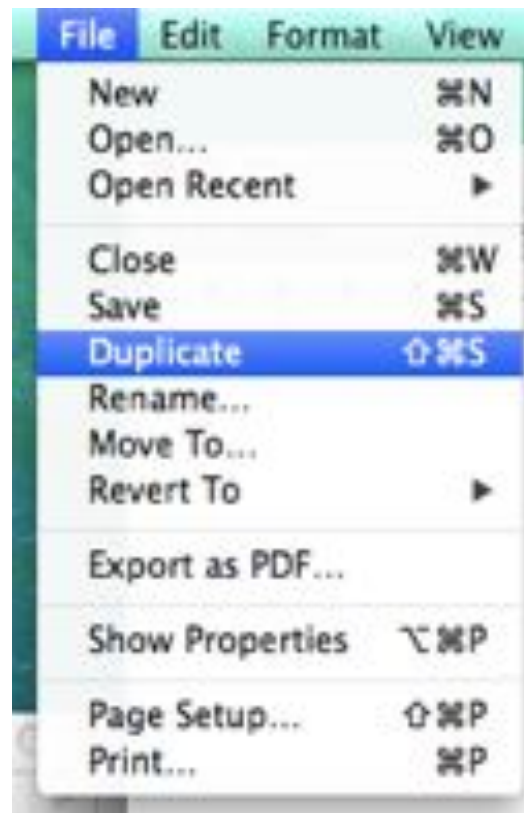 File Edit Format View
New ⌘N
Open... ⌘O
Open Recent ▶
Close ⌘W
Save ⌘S
Duplicate ⇧⌘S
Rename...
Move To...
Revert To ▶
Export as PDF...
Show Properties ⌥⌘P
Page Setup... ⇧⌘P
Print... ⌘P